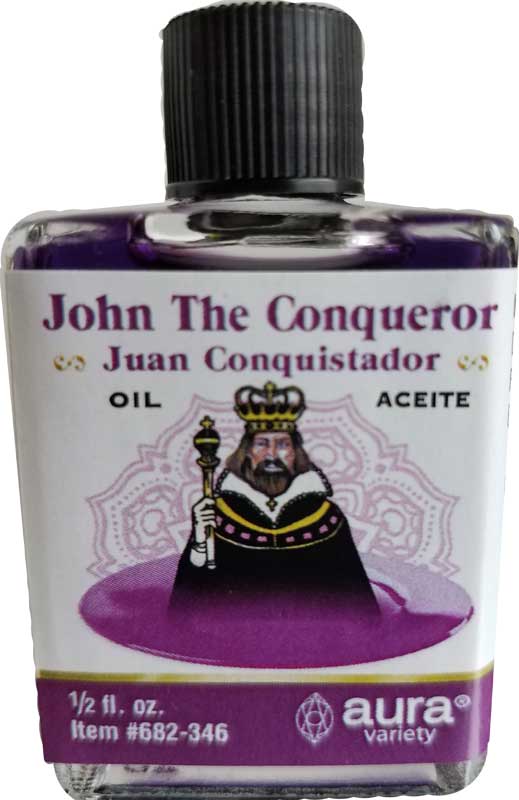 John The Conqueror
Juan Conquistador
OIL
ACEITE
1/2 fl. oz.
Item #682-346
aura®
variety